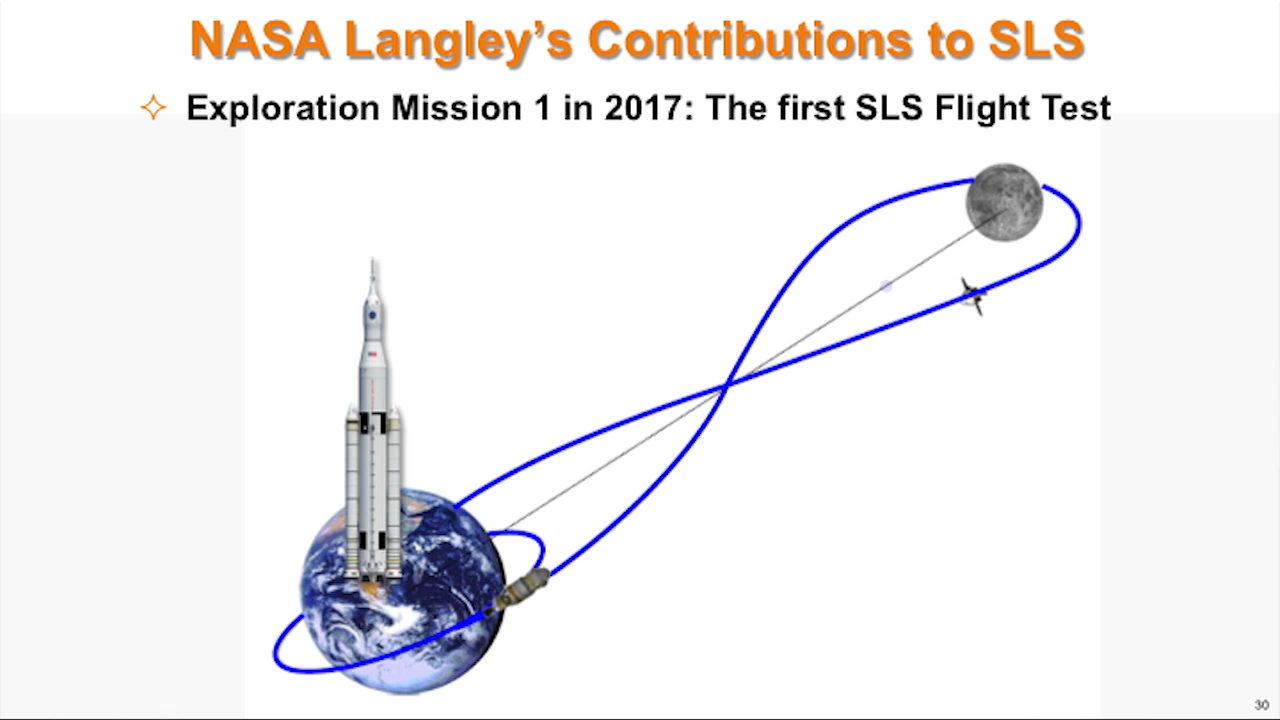 NASA Langley’s Contributions to SLS
Exploration Mission 1 in 2017: The first SLS Flight Test
30